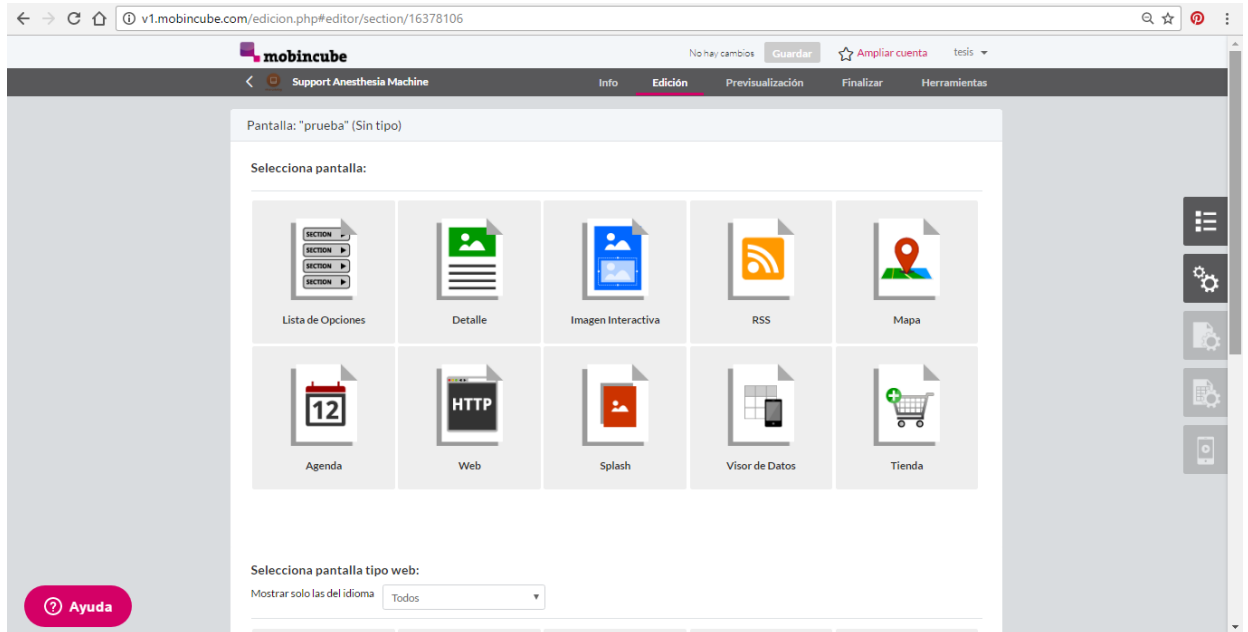 v1.mobincube.com/edicion.php#editor/section/16378106
mobincube
No hay cambios Guardar Ampliar cuenta tesis
Support Anesthesia Machine Info Edición Previsualización Finalizar Herramientas
Pantalla: "prueba" (Sin tipo)
Selecciona pantalla:
SECTION
SECTION
SECTION
SECTION
Lista de Opciones Detalle Imagen Interactiva RSS Mapa
12 HTTP
Agenda Web Splash Visor de Datos Tienda
Selecciona pantalla tipo web:
Mostrar solo las del idioma Todos
Ayuda